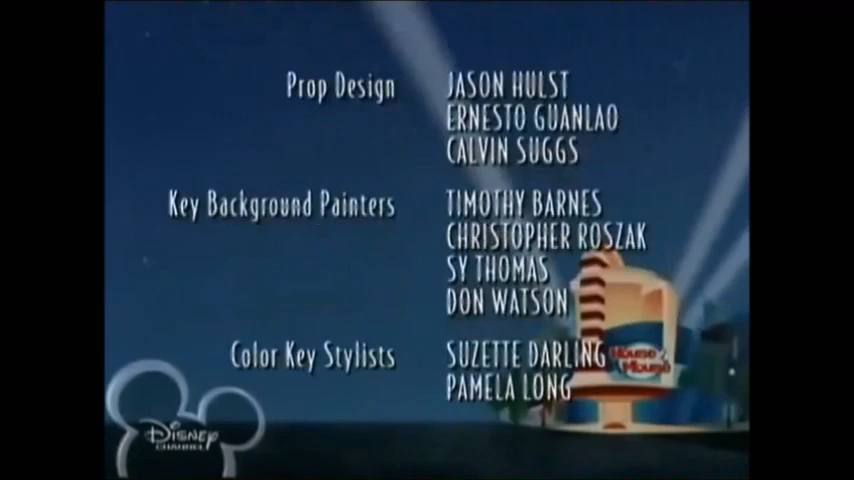 Prop Design JASON HULST
ERNESTO GUANLAO
CALVIN SUGGS
Key Background Painters TIMOTHY BARNES
CHRISTOPHER ROSZAK
SY THOMAS
DON WATSON
Color Key Stylists SUZETTE DARLING
PAMELA LONG
House of
Mouse
DISNEY
CHANNEL